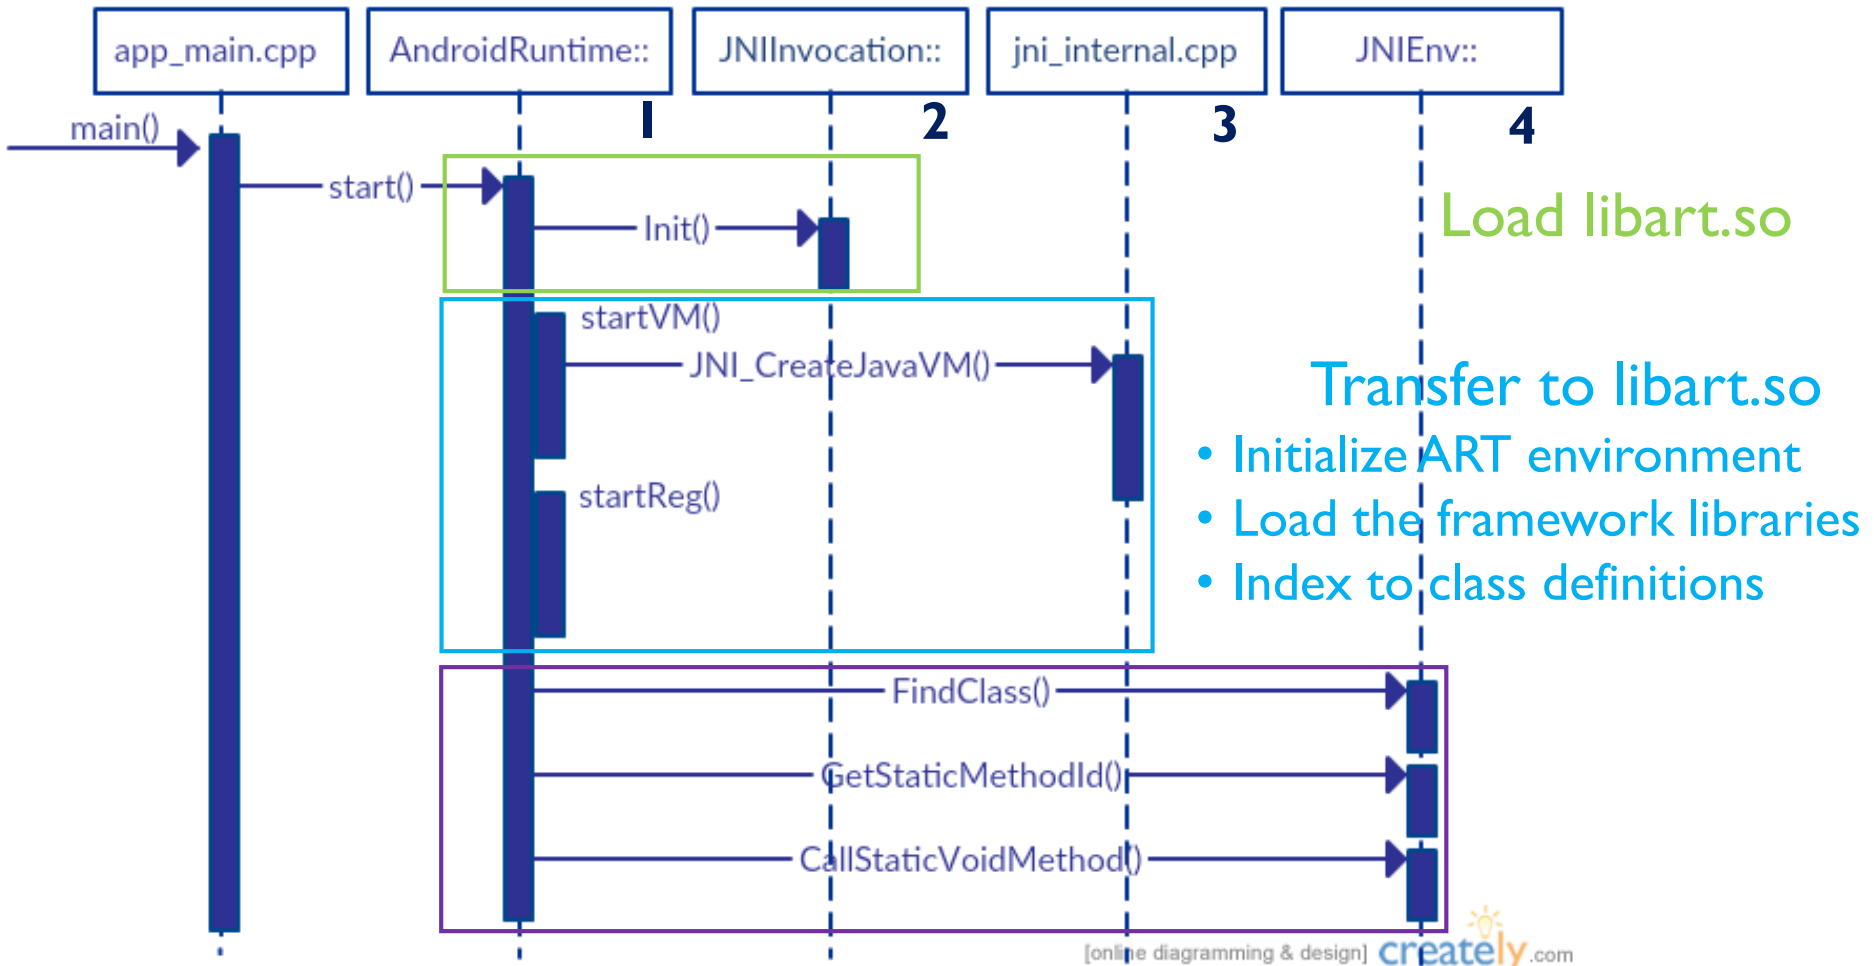 app_main.cpp
AndroidRuntime::
JNIInvocation::
jni_internal.cpp
JNIEnv::
1
2
3
4
main()
start()
Init()
Load libart.so
startVM()
JNI_CreateJavaVM()
Transfer to libart.so
• Initialize ART environment
startReg()
• Load the framework libraries
• Index to class definitions
FindClass()
GetStaticMethodId()
CallStaticVoidMethod()
[online diagramming & design] creately.com